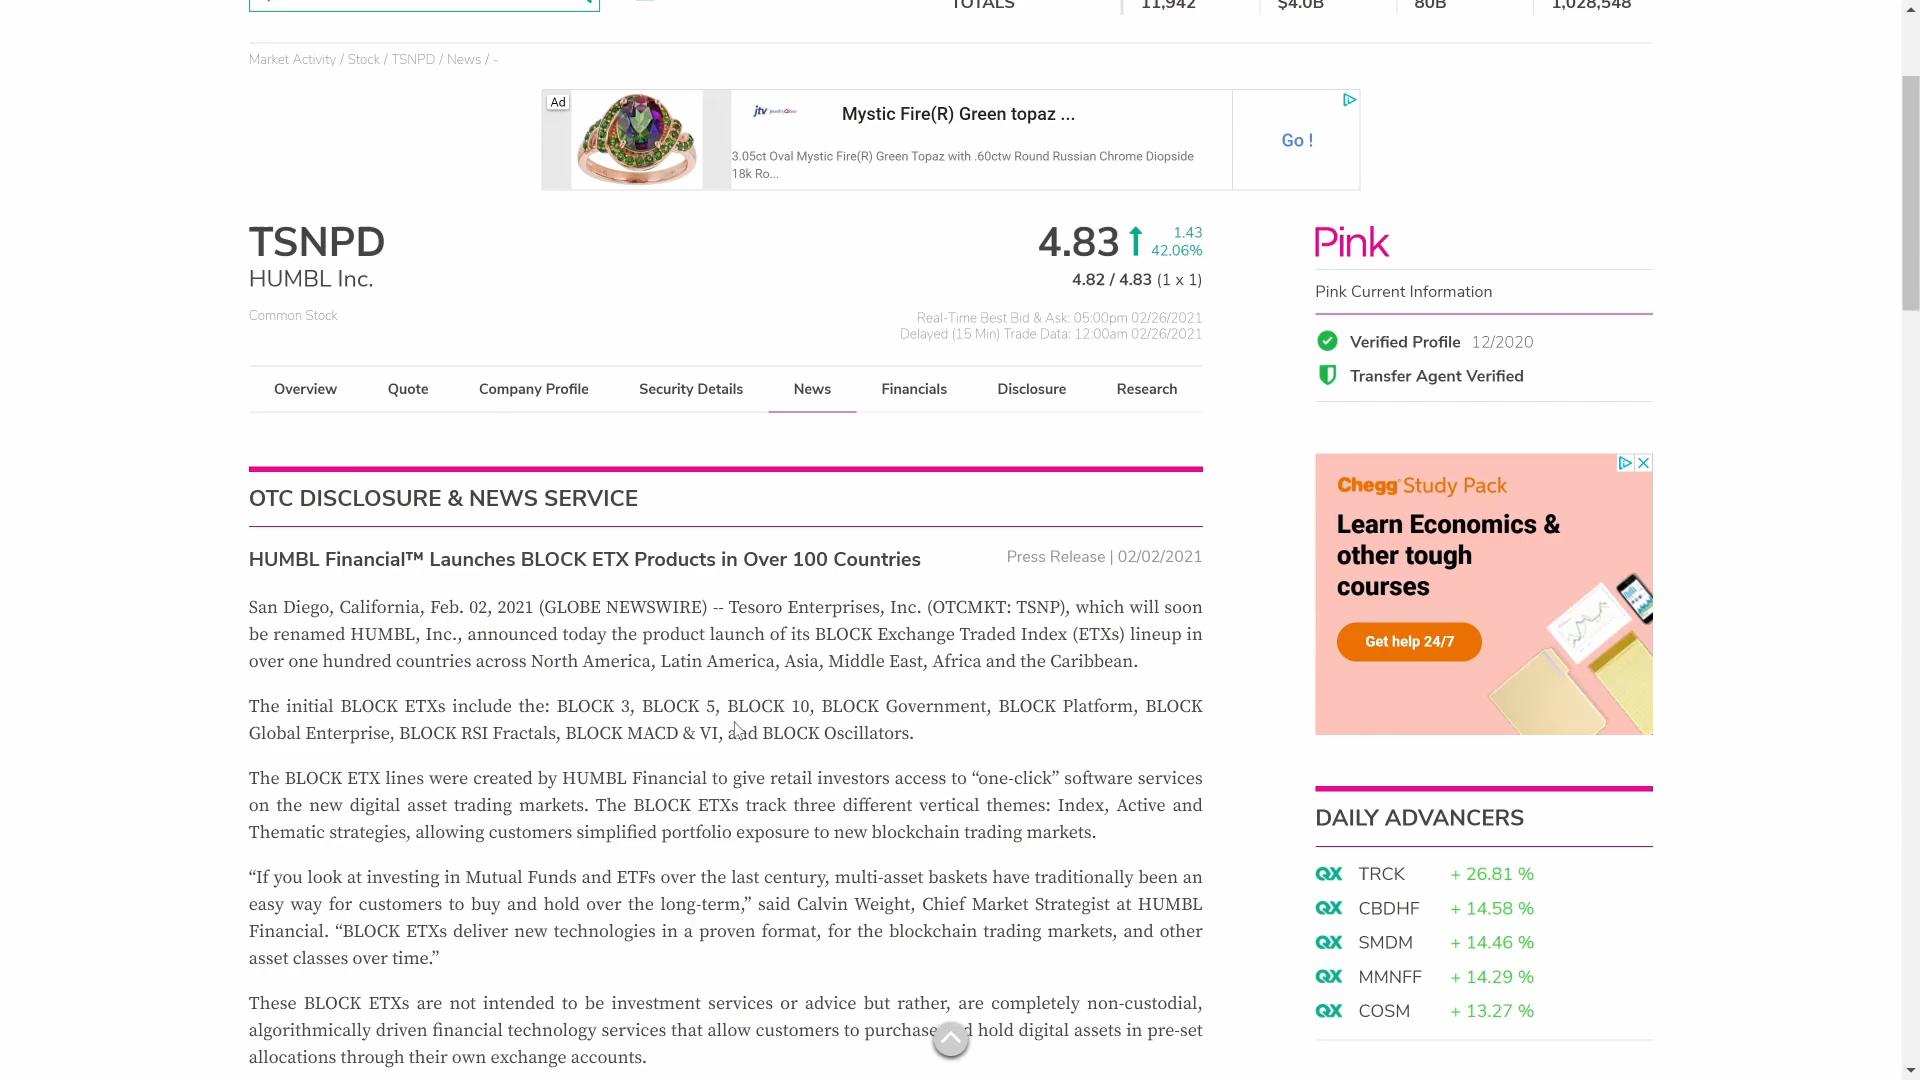 TOTALS 11,942 $4.0B 80B 1,028,548
Market Activity / Stock / TSNPD / News / -
Ad
jtv
Mystic Fire(R) Green topaz ...
3.05ct Oval Mystic Fire(R) Green Topaz with .60ctw Round Russian Chrome Diopside
18k Ro...
Go !
TSNPD
HUMBL Inc.
Common Stock
4.83
1.43
42.06%
4.82 / 4.83 (1 x 1)
Real-Time Best Bid & Ask: 05:00pm 02/26/2021
Delayed (15 Min) Trade Data: 12:00am 02/26/2021
Pink
Pink Current Information
Verified Profile 12/2020
Transfer Agent Verified
Overview Quote Company Profile Security Details News Financials Disclosure Research
OTC DISCLOSURE & NEWS SERVICE
HUMBL Financial™ Launches BLOCK ETX Products in Over 100 Countries
Press Release | 02/02/2021
San Diego, California, Feb. 02, 2021 (GLOBE NEWSWIRE) -- Tesoro Enterprises, Inc. (OTCMKT: TSNP), which will soon
be renamed HUMBL, Inc., announced today the product launch of its BLOCK Exchange Traded Index (ETXs) lineup in
over one hundred countries across North America, Latin America, Asia, Middle East, Africa and the Caribbean.
The initial BLOCK ETXs include the: BLOCK 3, BLOCK 5, BLOCK 10, BLOCK Government, BLOCK Platform, BLOCK
Global Enterprise, BLOCK RSI Fractals, BLOCK MACD & VI, and BLOCK Oscillators.
The BLOCK ETX lines were created by HUMBL Financial to give retail investors access to “one-click” software services
on the new digital asset trading markets. The BLOCK ETXs track three different vertical themes: Index, Active and
Thematic strategies, allowing customers simplified portfolio exposure to new blockchain trading markets.
“If you look at investing in Mutual Funds and ETFs over the last century, multi-asset baskets have traditionally been an
easy way for customers to buy and hold over the long-term,” said Calvin Weight, Chief Market Strategist at HUMBL
Financial. “BLOCK ETXs deliver new technologies in a proven format, for the blockchain trading markets, and other
asset classes over time.”
These BLOCK ETXs are not intended to be investment services or advice but rather, are completely non-custodial,
algorithmically driven financial technology services that allow customers to purchase hold digital assets in pre-set
allocations through their own exchange accounts.
Chegg Study Pack
Learn Economics &
other tough
courses
Get help 24/7
DAILY ADVANCERS
QX TRCK + 26.81 %
QX CBDHF + 14.58 %
QX SMDM + 14.46 %
QX MMNFF + 14.29 %
QX COSM + 13.27 %